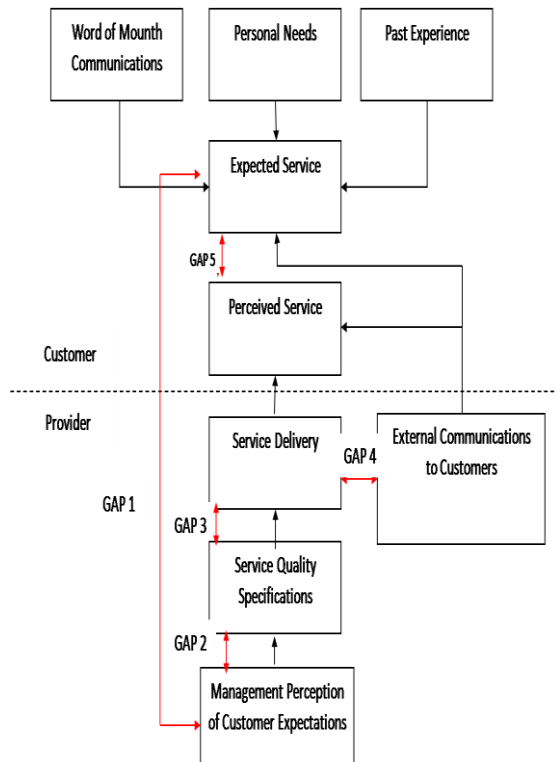 Word of Mounth
Communications
Personal Needs
Past Experience
Expected Service
GAP 5
Perceived Service
Customer
Provider
Service Delivery
External Communications
to Customers
GAP 4
GAP 1
GAP 3
Service Quality
Specifications
GAP 2
Management Perception
of Customer Expectations